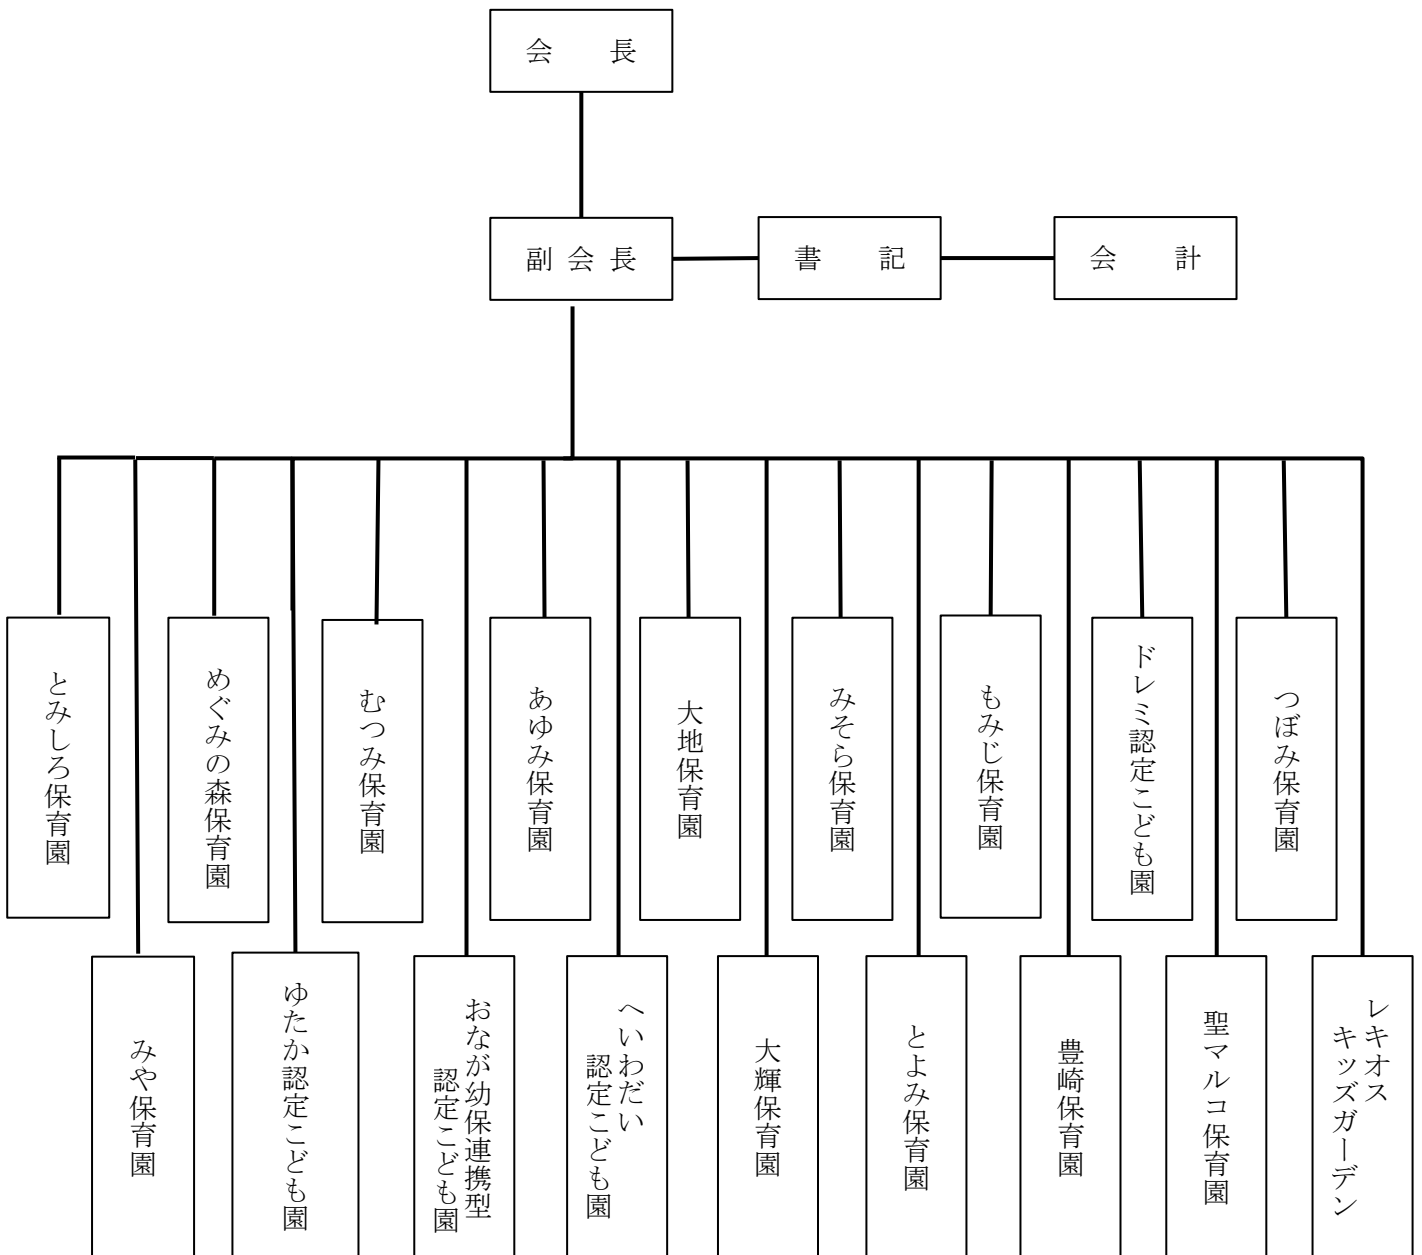 会　長
副 会 長
書　記
会　計
とみしろ保育園
めぐみの森保育園
むつみ保育園
あゆみ保育園
大地保育園
みそら保育園
もみじ保育園
ドレミ認定こども園
つぼみ保育園
みや保育園
ゆたか認定こども園
おなが幼保連携型
認定こども園
へいわだい
認定こども園
大輝保育園
とよみ保育園
豊崎保育園
聖マルコ保育園
レキオス
キッズガーデン